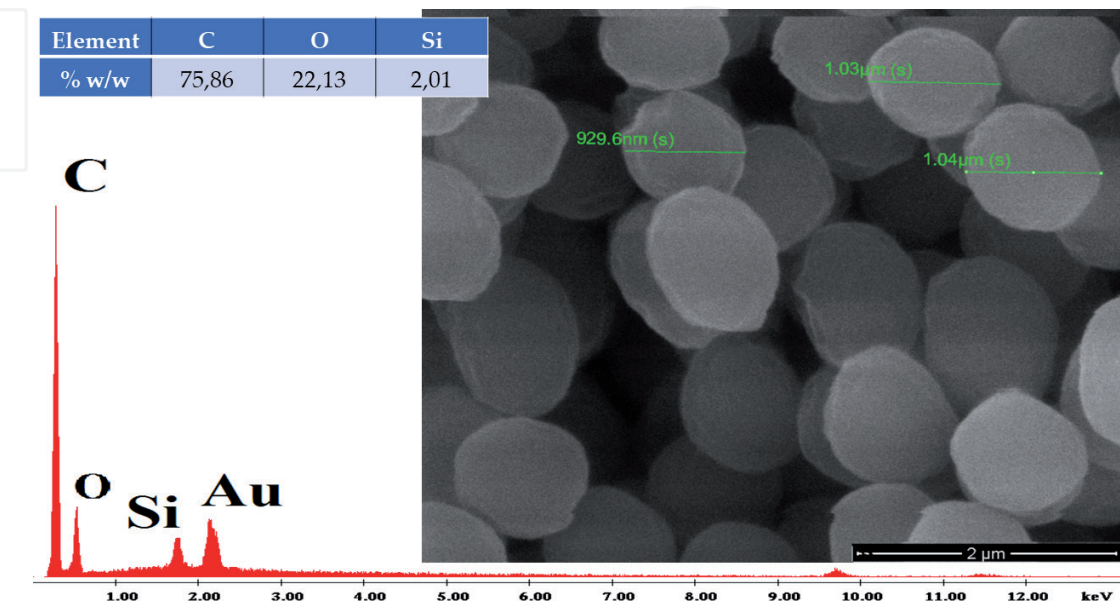 Element C O Si
% w/w 75,86 22,13 2,01
1.03µm (s)
929.6nm (s)
1.04µm (s)
C
O
Si
Au
2 µm
1.00 2.00 3.00 4.00 5.00 6.00 7.00 8.00 9.00 10.00 11.00 12.00 keV